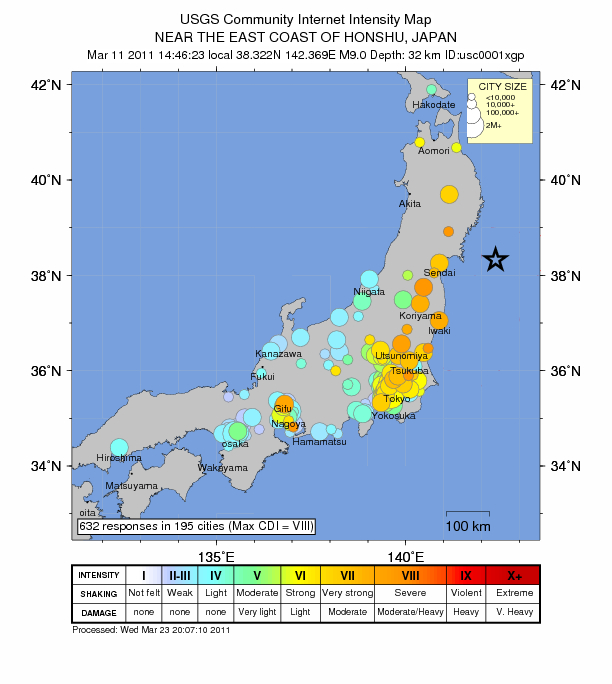 USGS Community Internet Intensity Map
NEAR THE EAST COAST OF HONSHU, JAPAN
Mar 11 2011 14:46:23 local 38.322N 142.369E M9.0 Depth: 32 km ID:usc0001xgp
42°N 42°N
CITY SIZE
<10,000
10,000+
100,000+
2M+
Hakodate
Aomori
40°N 40°N
Akita
38°N 38°N
Sendai
Niigata
Koriyama
Iwaki
Kanazawa
Utsunomiya
36°N 36°N
Fukui
Tsukuba
Tokyo
Gifu
Yokosuka
Nagoya
osaka
Hamamatsu
Hiroshima
34°N 34°N
Wakayama
Matsuyama
oita
632 responses in 195 cities (Max CDI = VIII)
100 km
135°E 140°E
INTENSITY I II-III IV V VI VII VIII IX X+
SHAKING Not felt Weak Light Moderate Strong Very strong Severe Violent Extreme
DAMAGE none none none Very light Light Moderate Moderate/Heavy Heavy V. Heavy
Processed: Wed Mar 23 20:07:10 2011